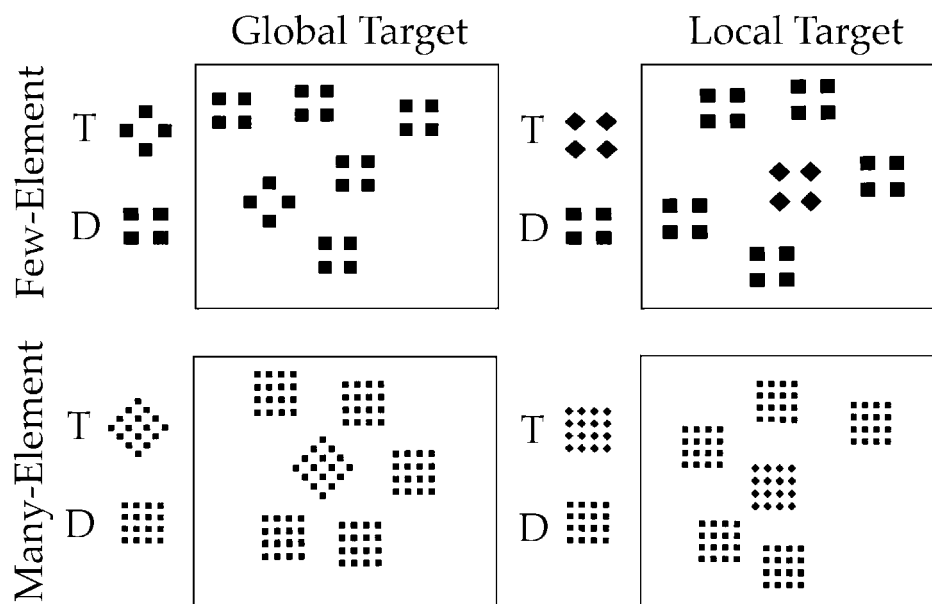 Global Target
Local Target
Few-Element
T
T
D
D
Many-Element
T
T
D
D